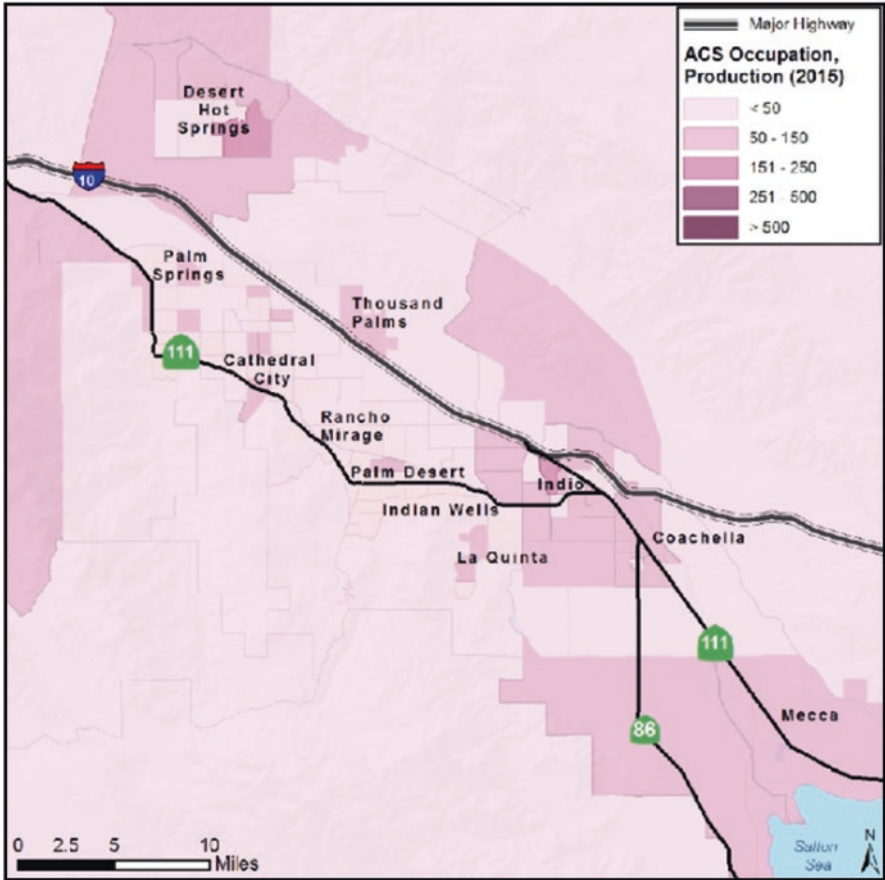 Major Highway
ACS Occupation,
Production (2015)
< 50
50 - 150
151 - 250
251 - 500
> 500
Desert
Hot
Springs
10
Palm
Springs
Thousand
Palms
111
Cathedral
City
Rancho
Mirage
Palm Desert
Indio
Indian Wells
Coachella
La Quinta
111
Mecca
86
Salton
Sea
N
0 2.5 5 10
Miles